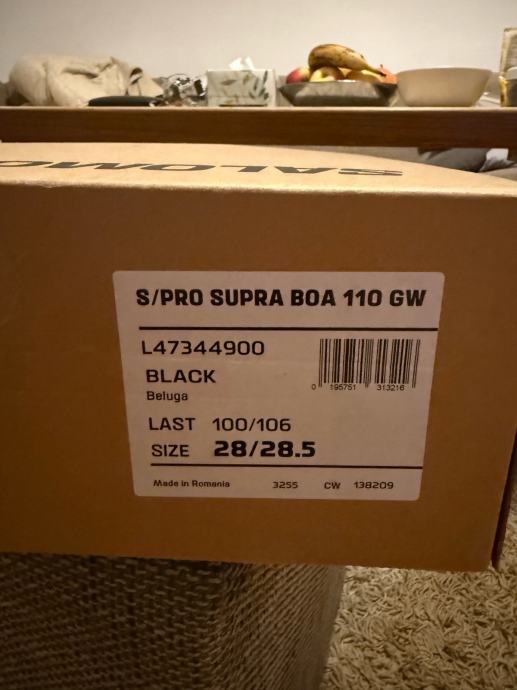 SALOMO
S/PRO SUPRA BOA 110 GW
L47344900
BLACK
Beluga
0 195751 313216
LAST 100/106
SIZE 28/28.5
Made in Romania 3255 CW 138209